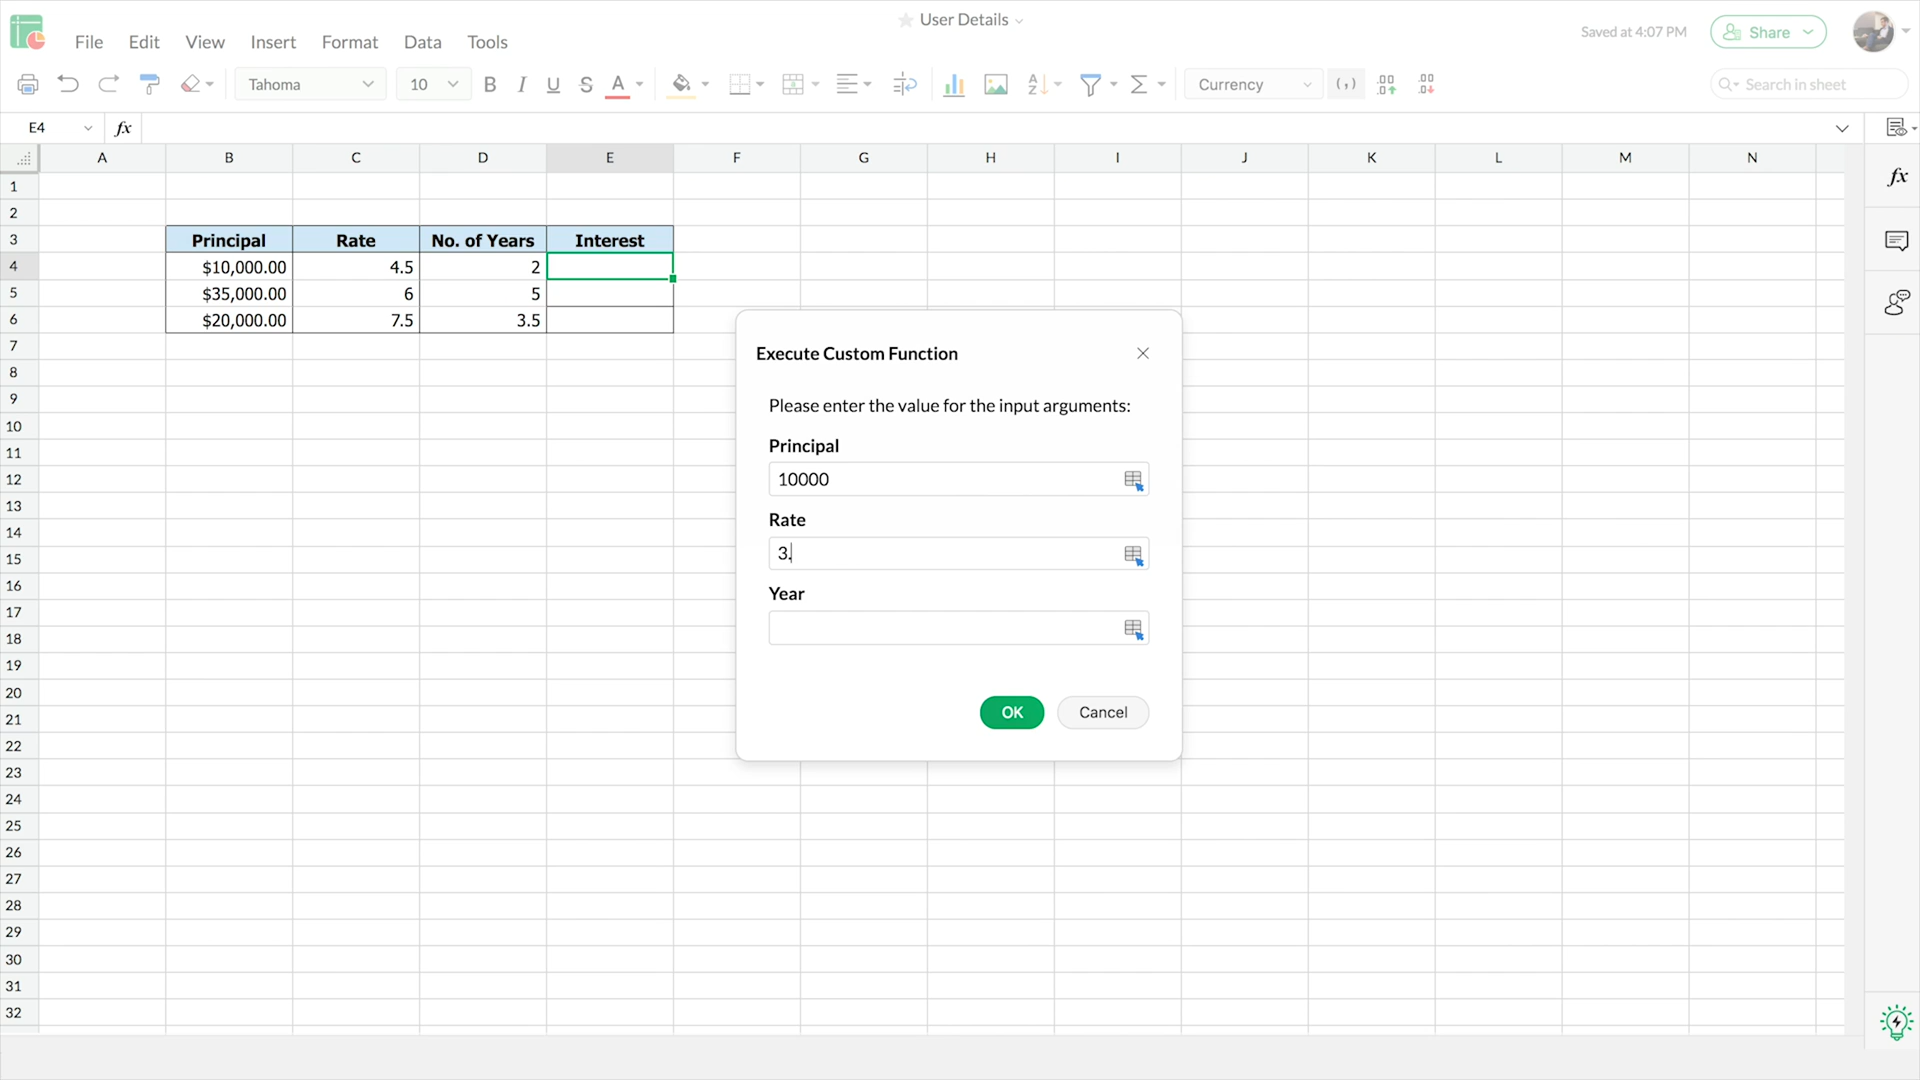 User Details
Saved at 4:07 PM
Share
File Edit View Insert Format Data Tools
Tahoma 10 B I U S A A Z Σ Currency (,) .00 .00 Search in sheet
E4 fx
A B C D E F G H I J K L M N
fx
1
2
3 Principal Rate No. of Years Interest
4 $10,000.00 4.5 2
5 $35,000.00 6 5
6 $20,000.00 7.5 3.5
7
8
9
10
11
12
13
14
15
16
17
18
19
20
21
22
23
24
25
26
27
28
29
30
31
32
Execute Custom Function
Please enter the value for the input arguments:
Principal
10000
Rate
3.
Year
OK Cancel